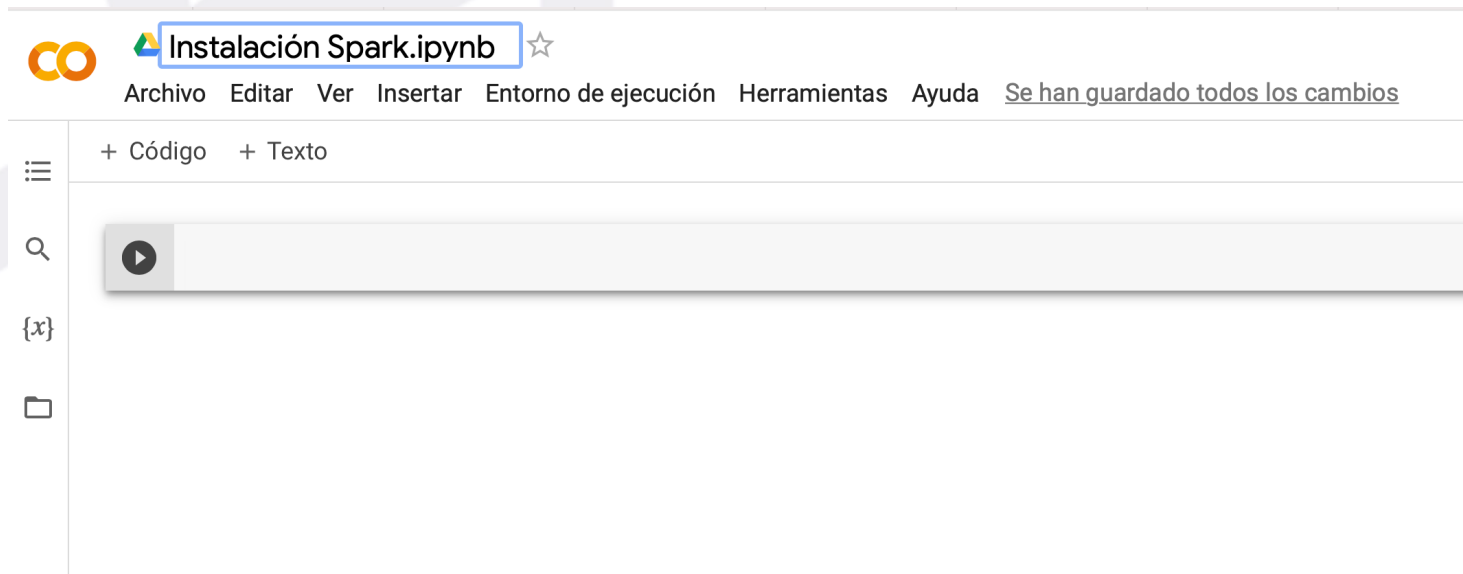 Instalación Spark.ipynb
Archivo Editar Ver Insertar Entorno de ejecución Herramientas Ayuda Se han guardado todos los cambios
+ Código + Texto
{x}